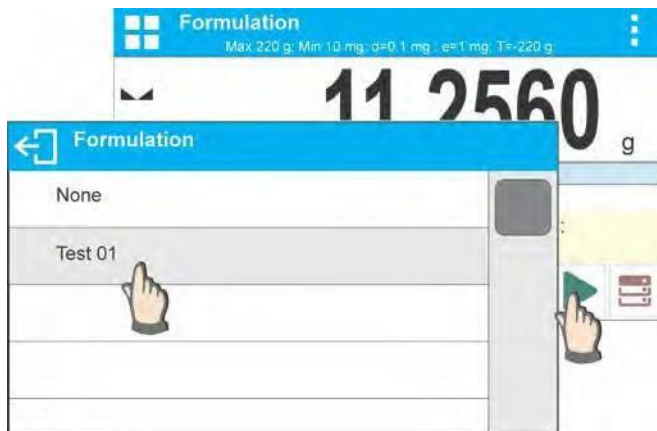 Formulation
Max 220 g; Min 10 mg; d=0.1 mg ; e=1 mg; T=-220 g
11.2560
g
Formulation
None
:
Test 01